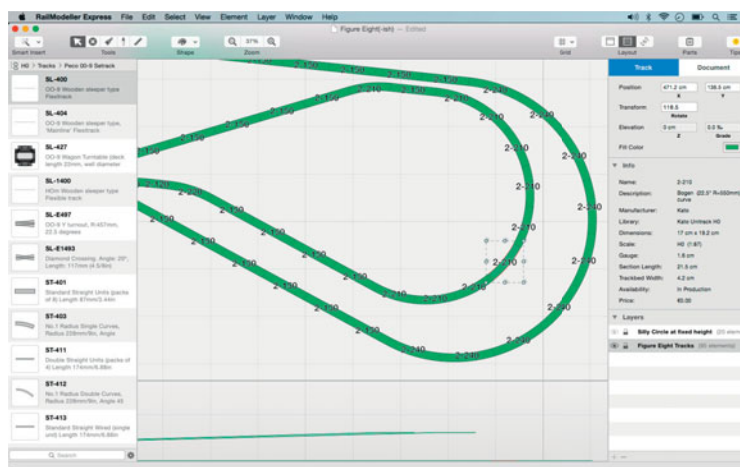 RailModeller Express File Edit Select View Element Layer Window Help
Figure Eight(-ish) — Edited
37%
Smart Insert Tools Shape Zoom Grid Layout Parts Tips
H0 > Tracks > Peco 00-9 Setrack
SL-400
OO-9 Wooden sleeper type
Flexitrack
SL-404
OO-9 Wooden sleeper type,
'Mainline' Flexitrack
SL-427
OO-9 Wagon Turntable (deck
length 20mm, well diameter
SL-1400
HOm Wooden sleeper type
Flexible track
SL-E497
OO-9 Y turnout, R:457mm,
22.5 degrees
SL-E1493
Diamond Crossing, Angle: 20°,
Length: 117mm (4 5/8in)
ST-401
Standard Straight Units (packs
of 8) Length 87mm/3.44in
ST-403
No.1 Radius Single Curves,
Radius 228mm/9in, Angle
ST-411
Double Straight Units (packs of
4) Length 174mm/6.88in
ST-412
No.1 Radius Double Curves,
Radius 228mm/9in, Angle 45
ST-413
Standard Straight Wired (single
unit) Length 174mm/6.88in
Search
2-150
2-210
2-240
2-120
Track Document
Position 471.2 cm 138.5 cm
X Y
Transform 118.5
Rotate
Elevation 0 cm 0.0 ‰
Z Grade
Fill Color
Info
Name: 2-210
Description: Bogen (22.5° R=550mm)
curve
Manufacturer: Kato
Library: Kato Unitrack H0
Dimensions: 17 cm x 18.2 cm
Scale: H0 (1:87)
Gauge: 1.6 cm
Section Length: 21.5 cm
Trackbed Width: 4.2 cm
Availability: In Production
Price: €0.00
Layers
Silly Circle at fixed height
Figure Eight Tracks